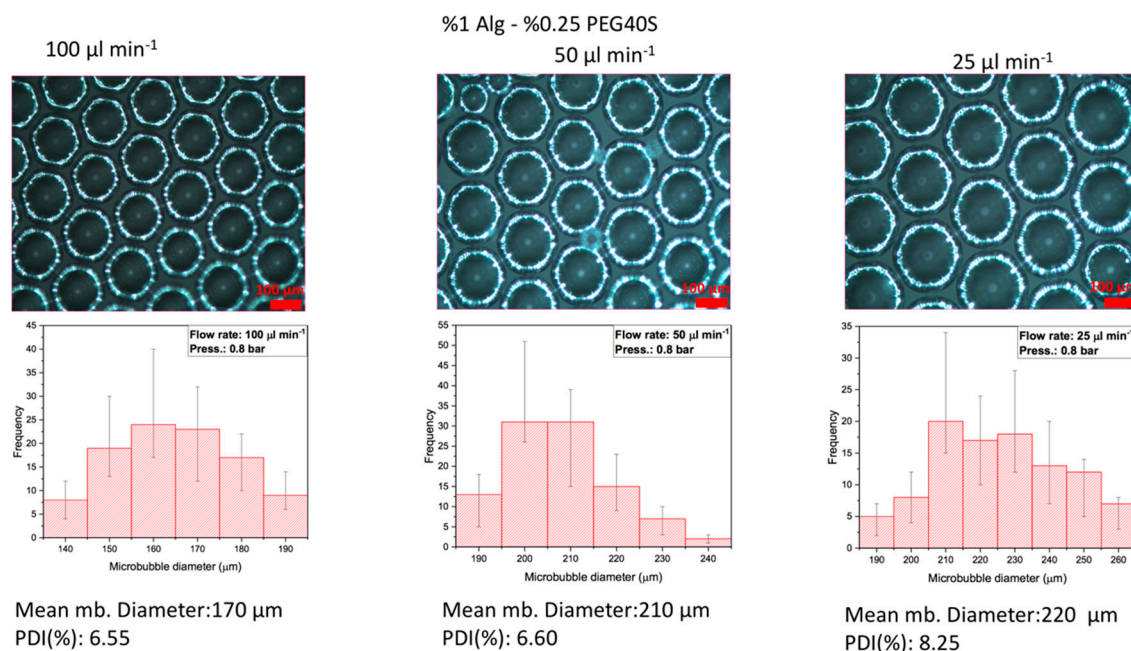 %1 Alg - %0.25 PEG40S
100 µl min⁻¹
50 µl min⁻¹
25 µl min⁻¹
100 µm
100 µm
100 µm
Flow rate: 100 µl min⁻¹
Press.: 0.8 bar
Frequency
45
40
35
30
25
20
15
10
5
0
140 150 160 170 180 190
Microbubble diameter (µm)
Flow rate: 50 µl min⁻¹
Press.: 0.8 bar
Frequency
55
50
45
40
35
30
25
20
15
10
5
0
190 200 210 220 230 240
Microbubble diameter (µm)
Flow rate: 25 µl min⁻¹
Press.: 0.8 bar
Frequency
35
30
25
20
15
10
5
0
190 200 210 220 230 240 250 260
Microbubble diameter (µm)
Mean mb. Diameter:170 µm
PDI(%): 6.55
Mean mb. Diameter:210 µm
PDI(%): 6.60
Mean mb. Diameter:220 µm
PDI(%): 8.25